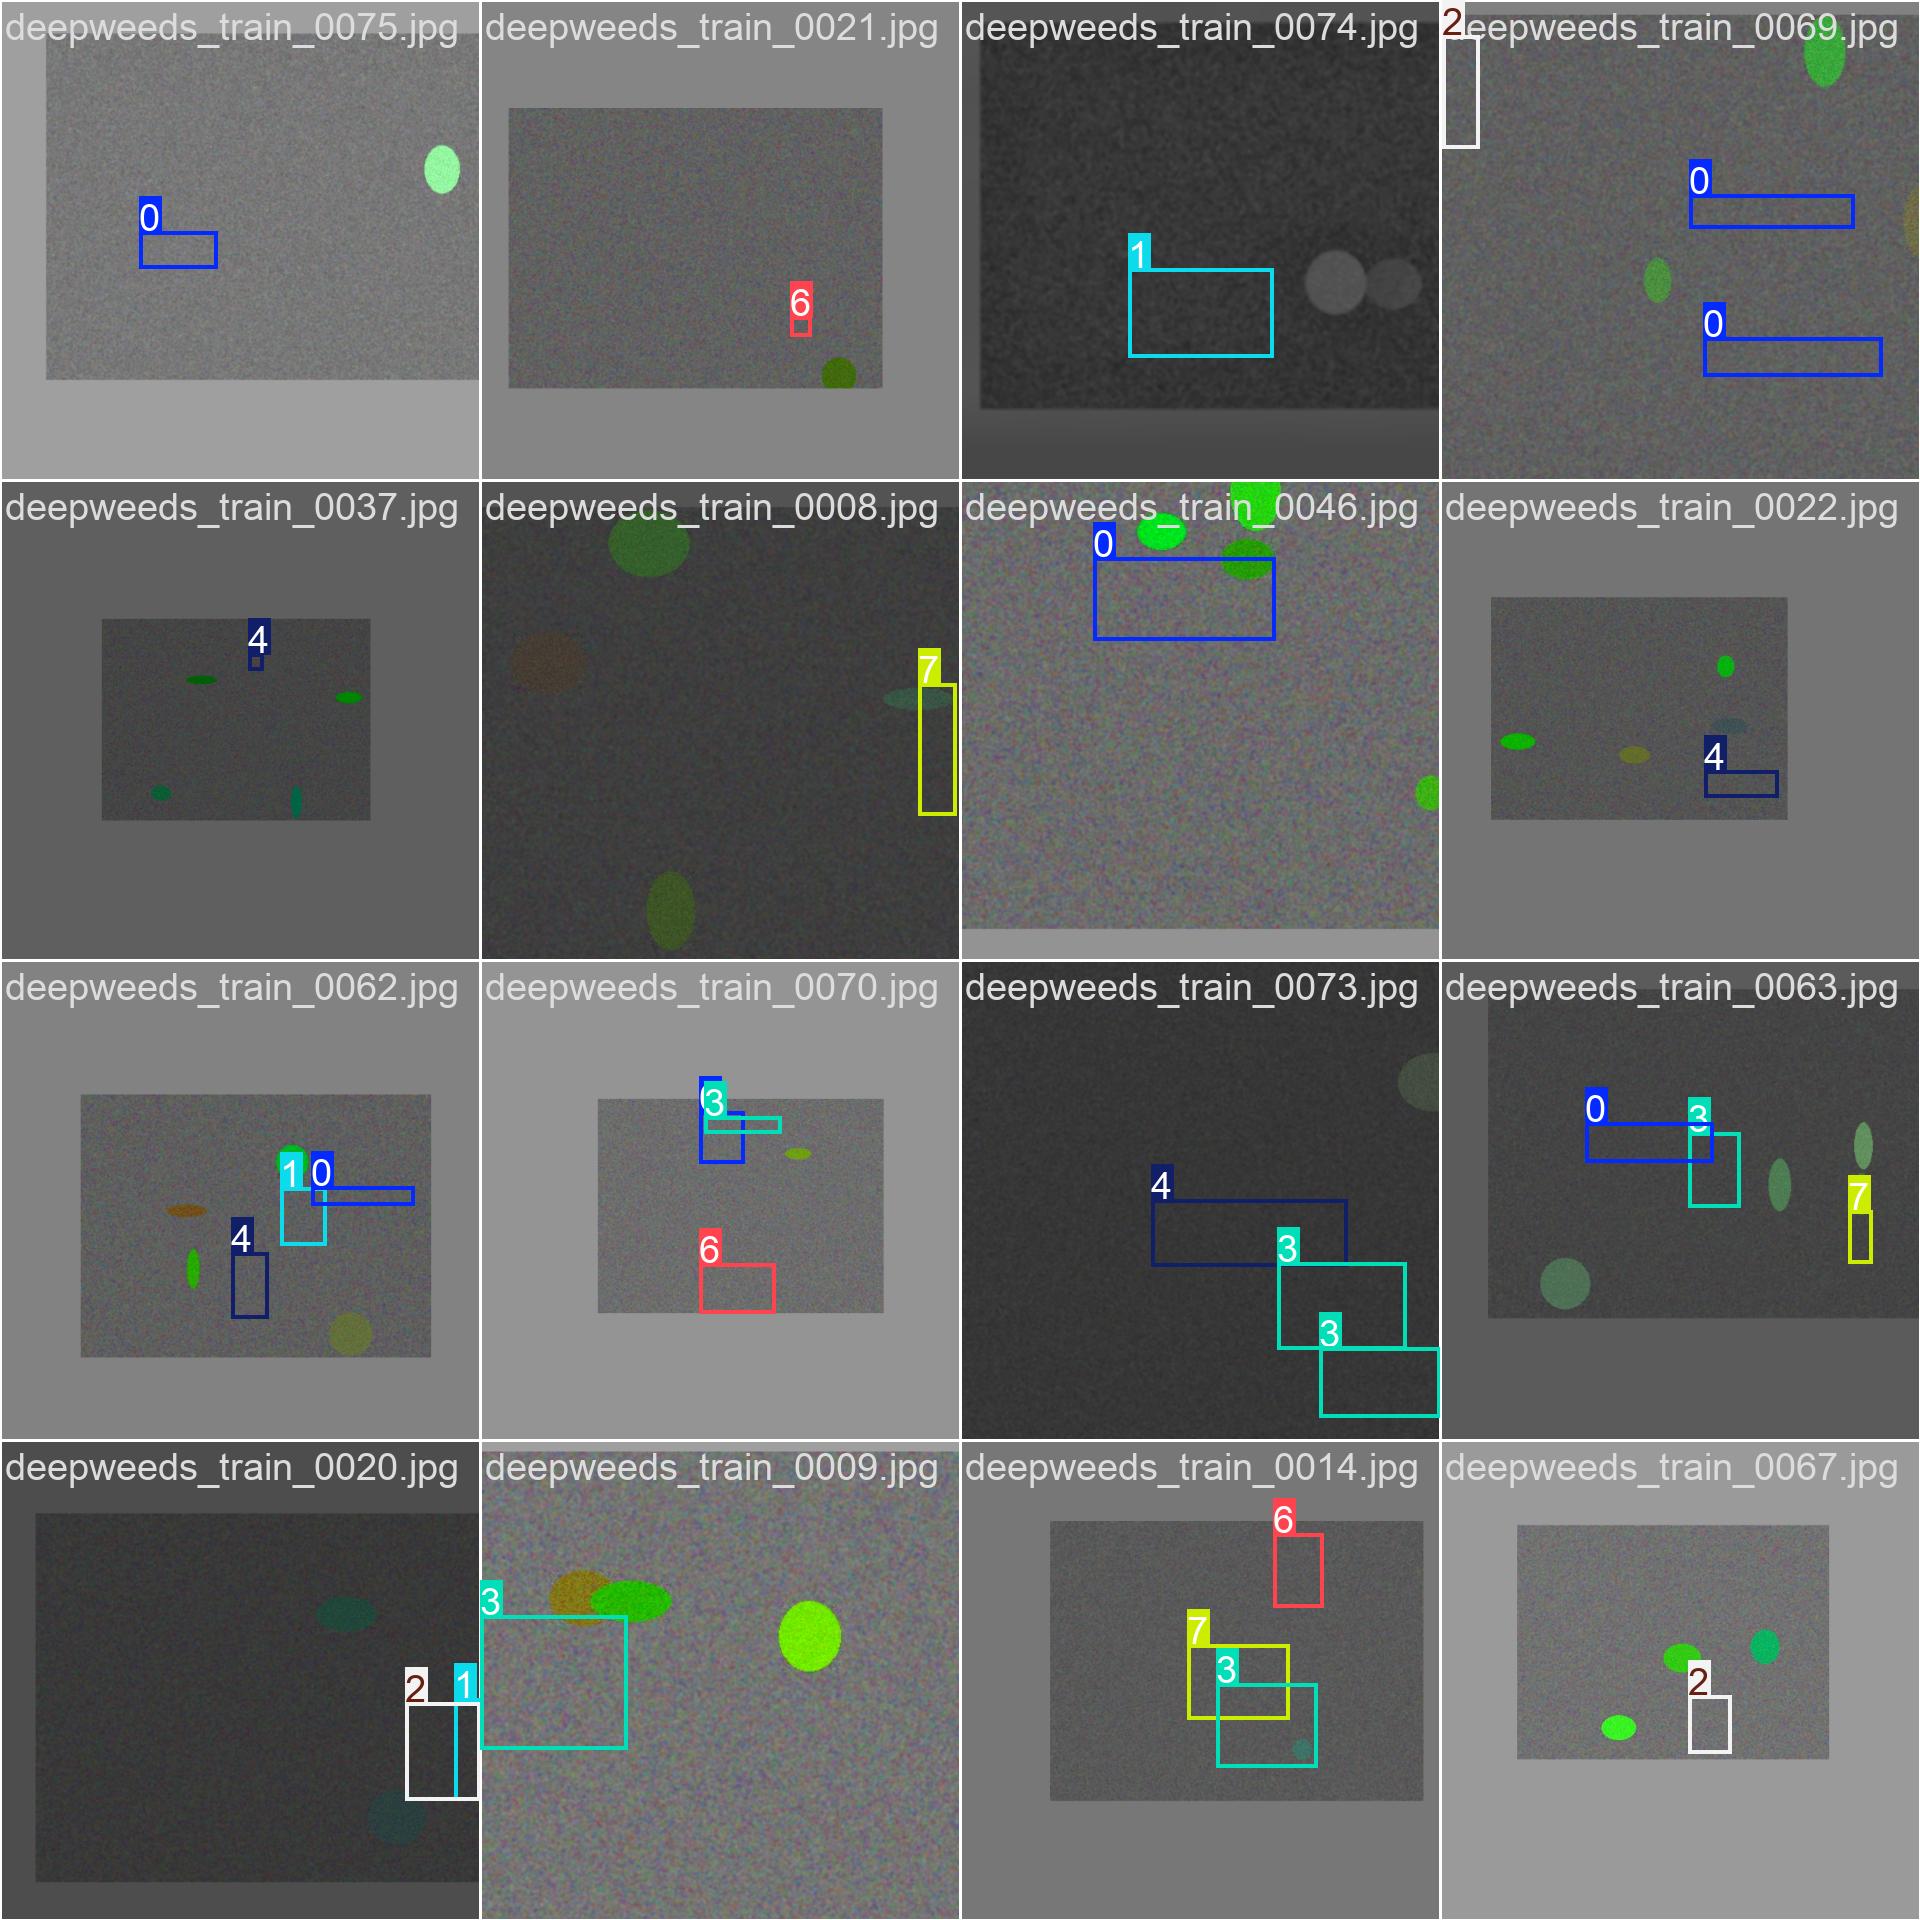 deepweeds_train_0075.jpg
0
deepweeds_train_0021.jpg
6
deepweeds_train_0074.jpg
1
deepweeds_train_0069.jpg
2
0
0
deepweeds_train_0037.jpg
4
deepweeds_train_0008.jpg
7
deepweeds_train_0046.jpg
0
deepweeds_train_0022.jpg
4
deepweeds_train_0062.jpg
1
0
4
deepweeds_train_0070.jpg
3
6
deepweeds_train_0073.jpg
4
3
3
deepweeds_train_0063.jpg
0
3
7
deepweeds_train_0020.jpg
2
1
deepweeds_train_0009.jpg
3
deepweeds_train_0014.jpg
6
7
3
deepweeds_train_0067.jpg
2